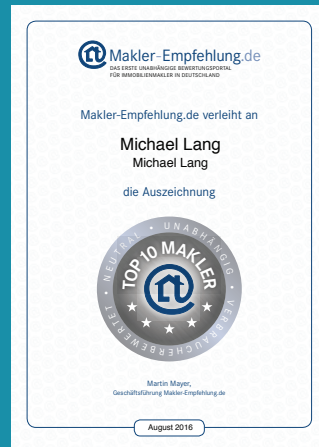 Makler-Empfehlung.de
DAS ERSTE UNABHÄNGIGE BEWERTUNGSPORTAL
FÜR IMMOBILIENMAKLER IN DEUTSCHLAND
Makler-Empfehlung.de verleiht an
Michael Lang
Michael Lang
die Auszeichnung
NEUTRAL • UNABHÄNGIG • VERBRAUCHERBEWERTET •
TOP 10 MAKLER
Martin Mayer,
Geschäftsführung Makler-Empfehlung.de
August 2016